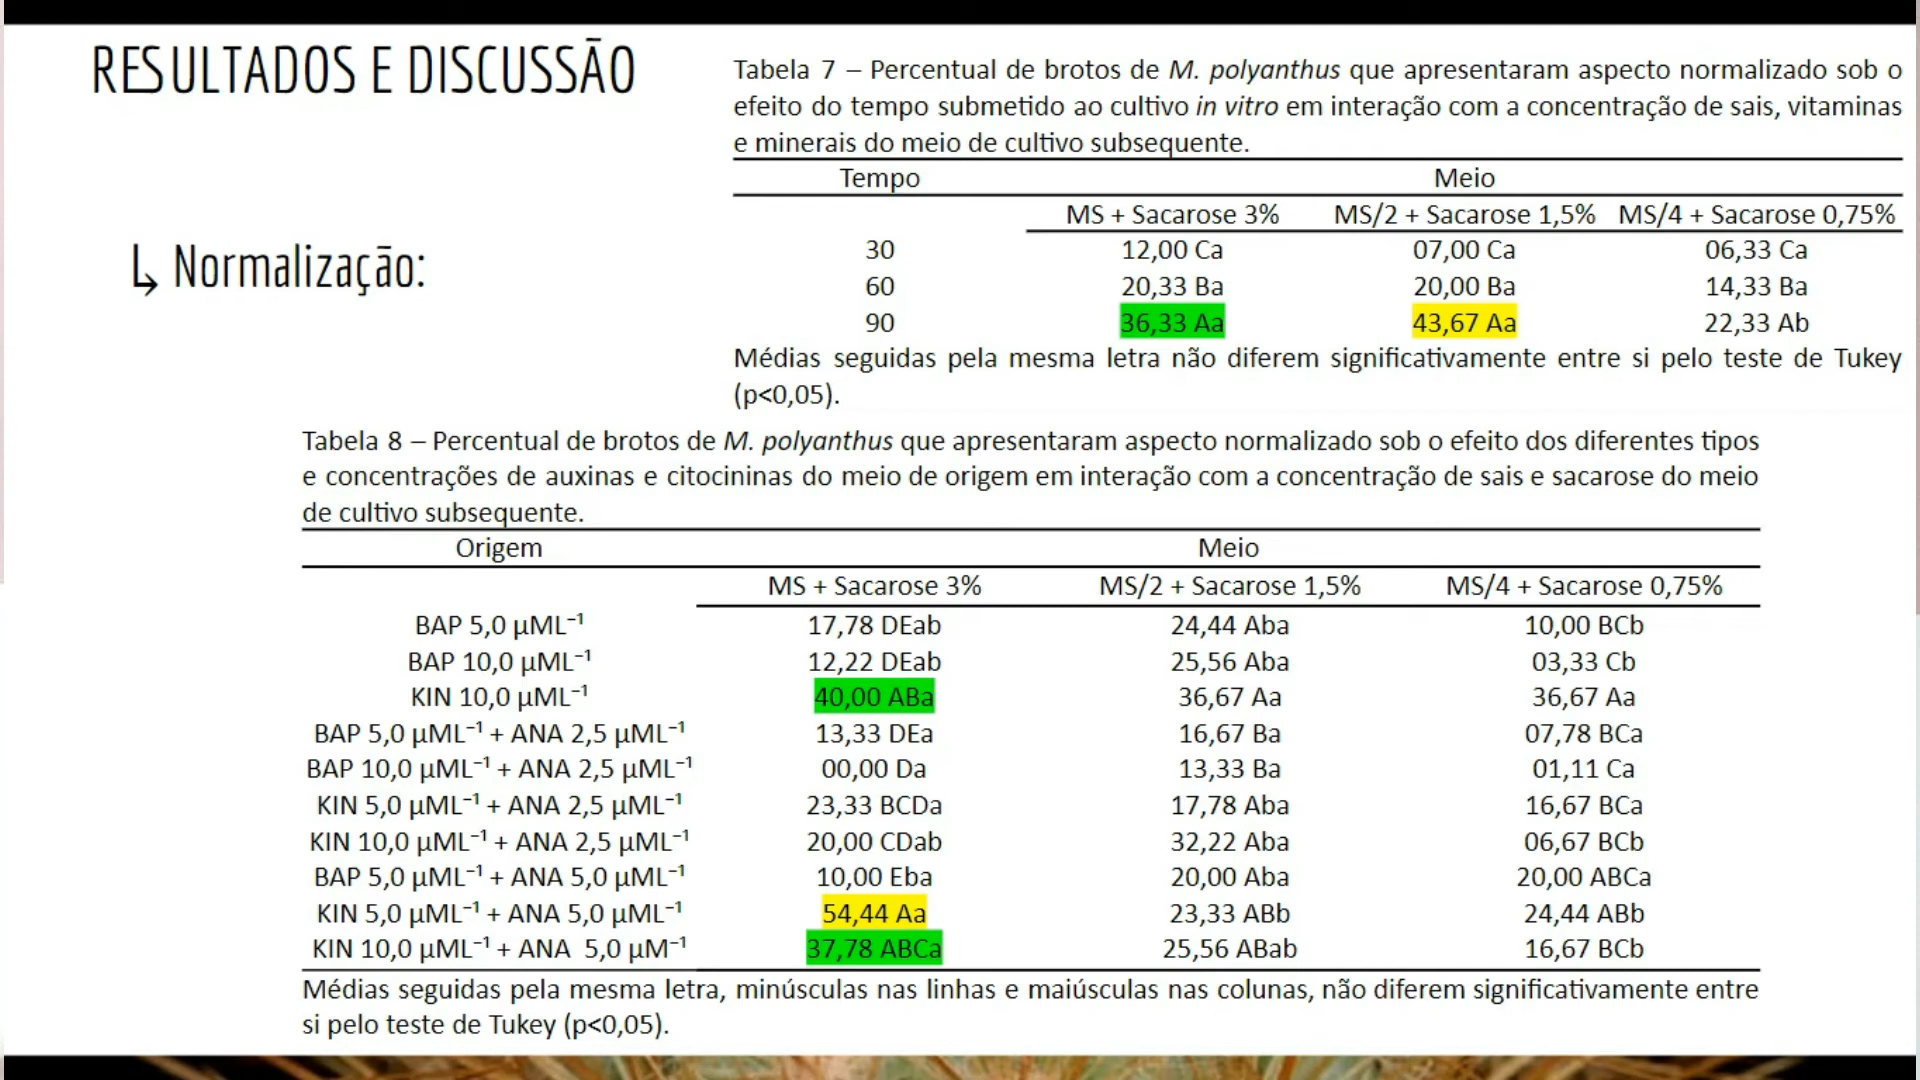 RESULTADOS E DISCUSSÃO
↳ Normalização:
Tabela 7 – Percentual de brotos de M. polyanthus que apresentaram aspecto normalizado sob o
efeito do tempo submetido ao cultivo in vitro em interação com a concentração de sais, vitaminas
e minerais do meio de cultivo subsequente.
Tempo Meio
MS + Sacarose 3% MS/2 + Sacarose 1,5% MS/4 + Sacarose 0,75%
30 12,00 Ca 07,00 Ca 06,33 Ca
60 20,33 Ba 20,00 Ba 14,33 Ba
90 36,33 Aa 43,67 Aa 22,33 Ab
Médias seguidas pela mesma letra não diferem significativamente entre si pelo teste de Tukey
(p<0,05).
Tabela 8 – Percentual de brotos de M. polyanthus que apresentaram aspecto normalizado sob o efeito dos diferentes tipos
e concentrações de auxinas e citocininas do meio de origem em interação com a concentração de sais e sacarose do meio
de cultivo subsequente.
Origem Meio
MS + Sacarose 3% MS/2 + Sacarose 1,5% MS/4 + Sacarose 0,75%
BAP 5,0 µML⁻¹ 17,78 DEab 24,44 Aba 10,00 BCb
BAP 10,0 µML⁻¹ 12,22 DEab 25,56 Aba 03,33 Cb
KIN 10,0 µML⁻¹ 40,00 ABa 36,67 Aa 36,67 Aa
BAP 5,0 µML⁻¹ + ANA 2,5 µML⁻¹ 13,33 DEa 16,67 Ba 07,78 BCa
BAP 10,0 µML⁻¹ + ANA 2,5 µML⁻¹ 00,00 Da 13,33 Ba 01,11 Ca
KIN 5,0 µML⁻¹ + ANA 2,5 µML⁻¹ 23,33 BCDa 17,78 Aba 16,67 BCa
KIN 10,0 µML⁻¹ + ANA 2,5 µML⁻¹ 20,00 CDab 32,22 Aba 06,67 BCb
BAP 5,0 µML⁻¹ + ANA 5,0 µML⁻¹ 10,00 Eba 20,00 Aba 20,00 ABCa
KIN 5,0 µML⁻¹ + ANA 5,0 µML⁻¹ 54,44 Aa 23,33 ABb 24,44 ABb
KIN 10,0 µML⁻¹ + ANA 5,0 µM⁻¹ 37,78 ABCa 25,56 ABab 16,67 BCb
Médias seguidas pela mesma letra, minúsculas nas linhas e maiúsculas nas colunas, não diferem significativamente entre
si pelo teste de Tukey (p<0,05).